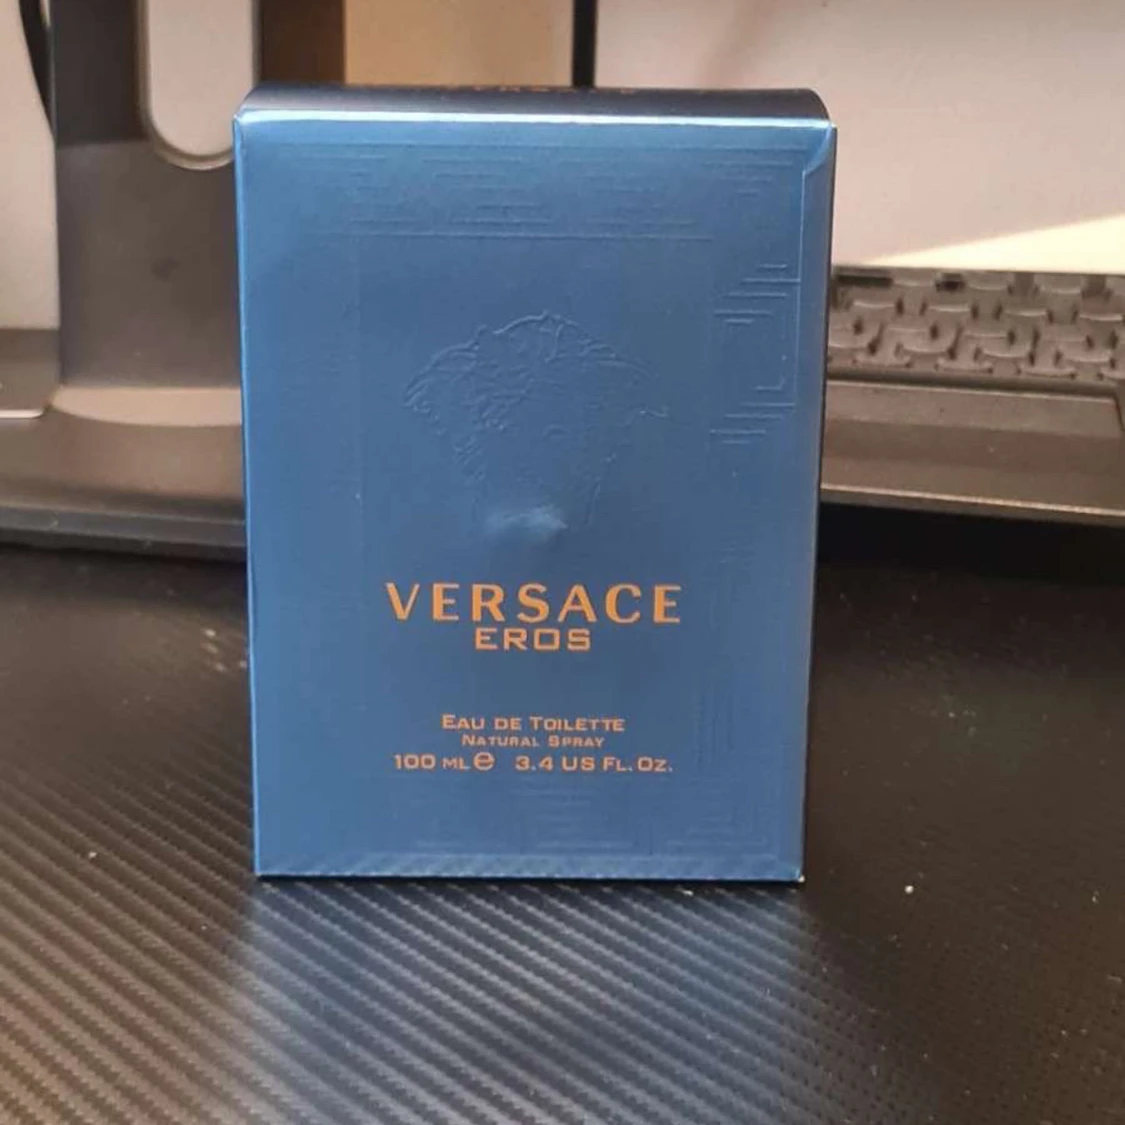 VERSACE
EROS
EAU DE TOILETTE
NATURAL SPRAY
100 ML ℮ 3.4 US FL. OZ.